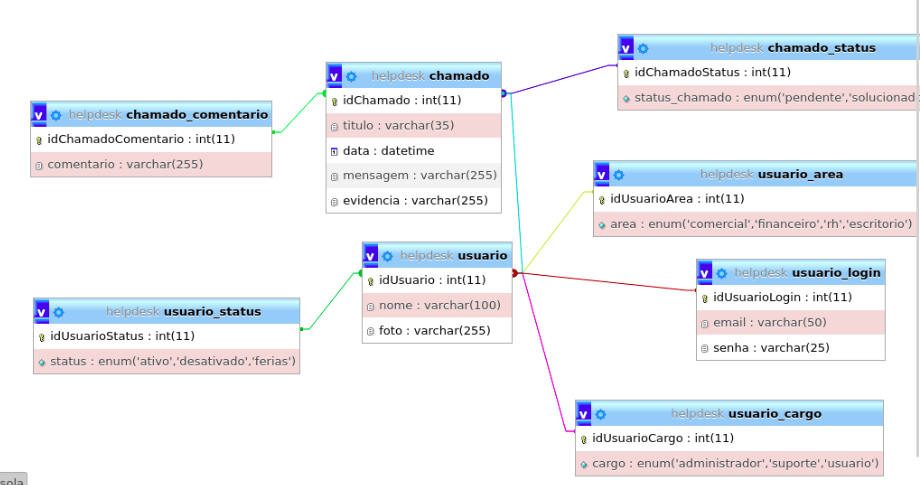 helpdesk chamado_status
idChamadoStatus : int(11)
status_chamado : enum('pendente','solucionad
helpdesk chamado
idChamado : int(11)
titulo : varchar(35)
data : datetime
mensagem : varchar(255)
evidencia : varchar(255)
helpdesk chamado_comentario
idChamadoComentario : int(11)
comentario : varchar(255)
helpdesk usuario_area
idUsuarioArea : int(11)
area : enum('comercial','financeiro','rh','escritorio')
helpdesk usuario
idUsuario : int(11)
nome : varchar(100)
foto : varchar(255)
helpdesk usuario_login
idUsuarioLogin : int(11)
email : varchar(50)
senha : varchar(25)
helpdesk usuario_status
idUsuarioStatus : int(11)
status : enum('ativo','desativado','ferias')
helpdesk usuario_cargo
idUsuarioCargo : int(11)
cargo : enum('administrador','suporte','usuario')
sola